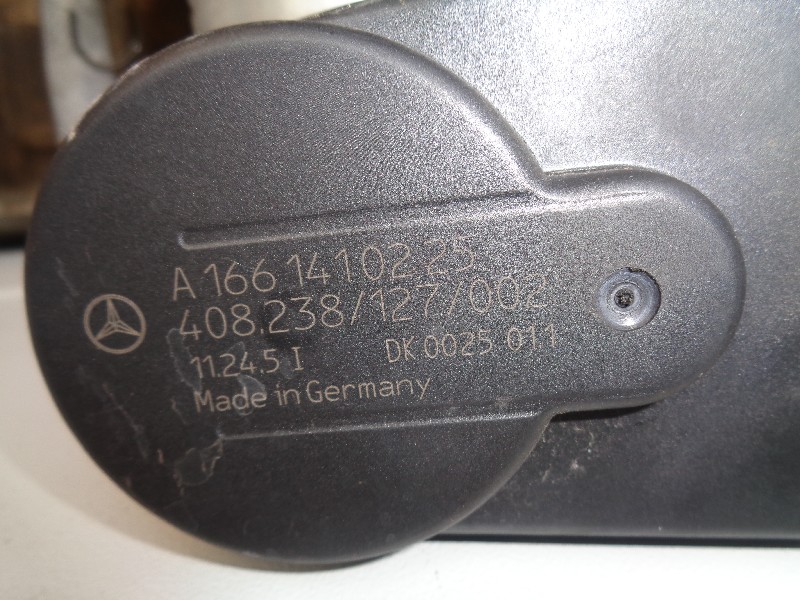 A 166 141 02 25
408.238/127/002
11.24.5 I DK 0025 011
Made in Germany